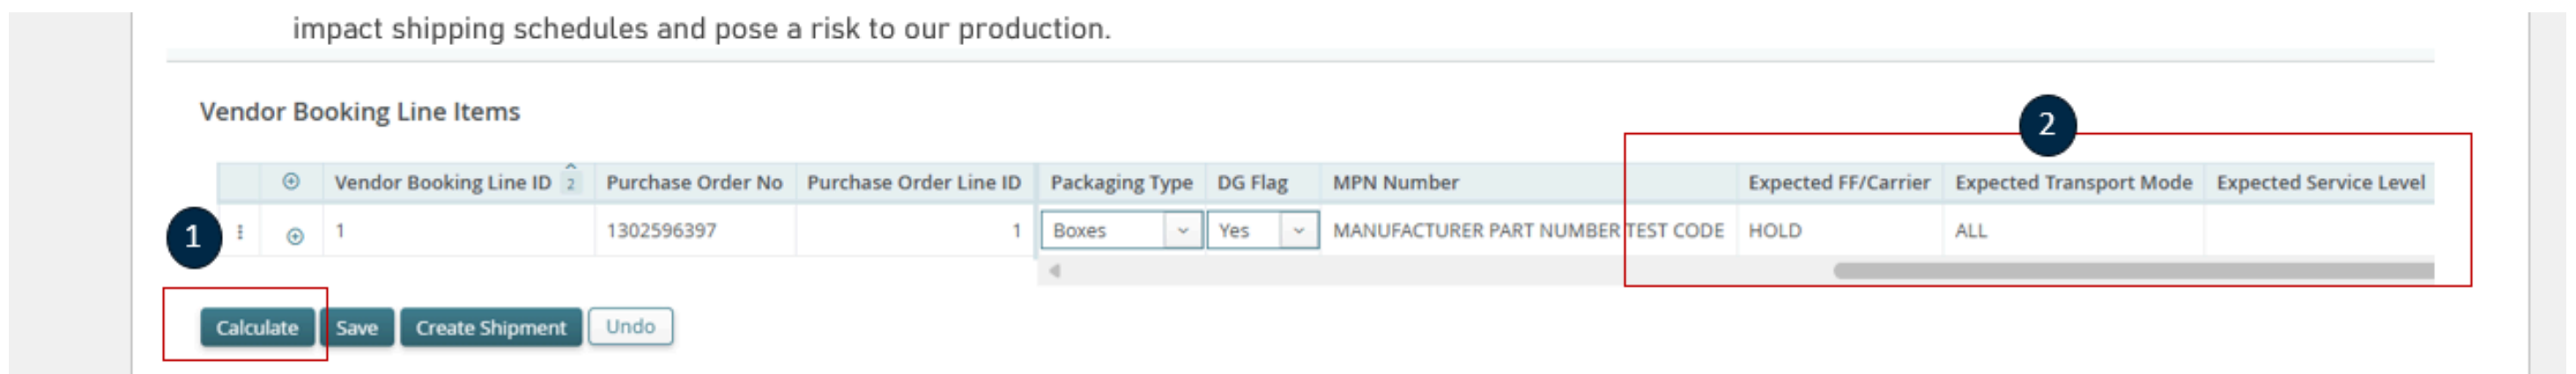 impact shipping schedules and pose a risk to our production.
Vendor Booking Line Items
2
Vendor Booking Line ID 2 Purchase Order No Purchase Order Line ID Packaging Type DG Flag MPN Number Expected FF/Carrier Expected Transport Mode Expected Service Level
1 1 1302596397 1 Boxes Yes MANUFACTURER PART NUMBER TEST CODE HOLD ALL
Calculate Save Create Shipment Undo